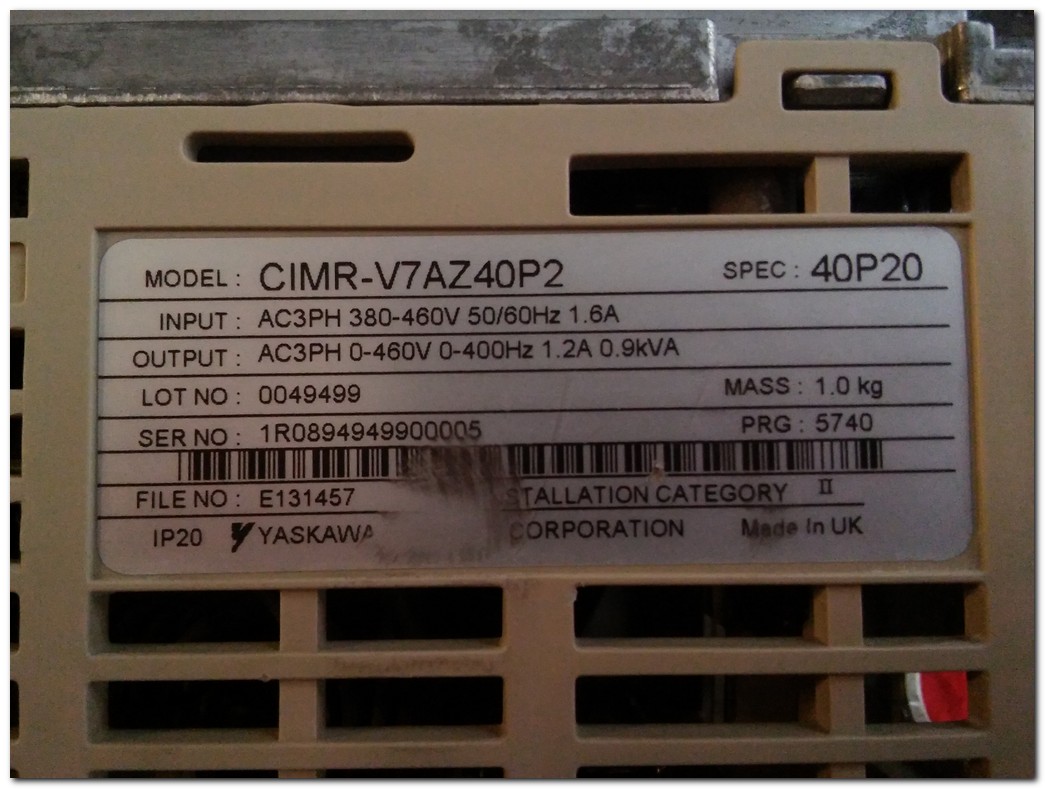 MODEL : CIMR-V7AZ40P2 SPEC : 40P20
INPUT : AC3PH 380-460V 50/60Hz 1.6A
OUTPUT : AC3PH 0-460V 0-400Hz 1.2A 0.9kVA
LOT NO : 0049499 MASS : 1.0 kg
SER NO : 1R0894949900005 PRG : 5740
FILE NO : E131457 STALLATION CATEGORY II
IP20 YASKAWA CORPORATION Made In UK